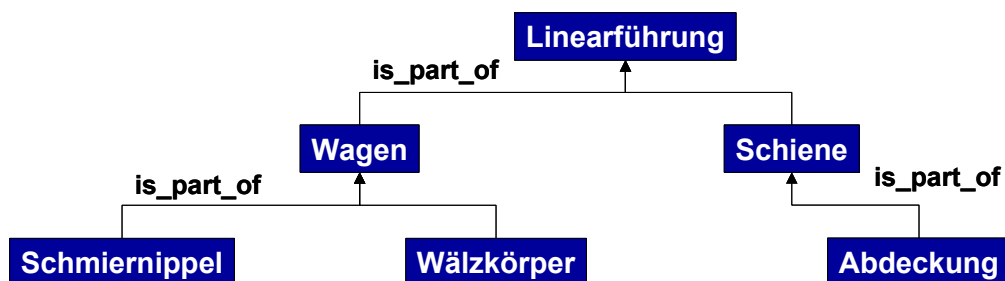 Linearführung
is_part_of
Wagen
Schiene
is_part_of
is_part_of
Schmiernippel
Wälzkörper
Abdeckung